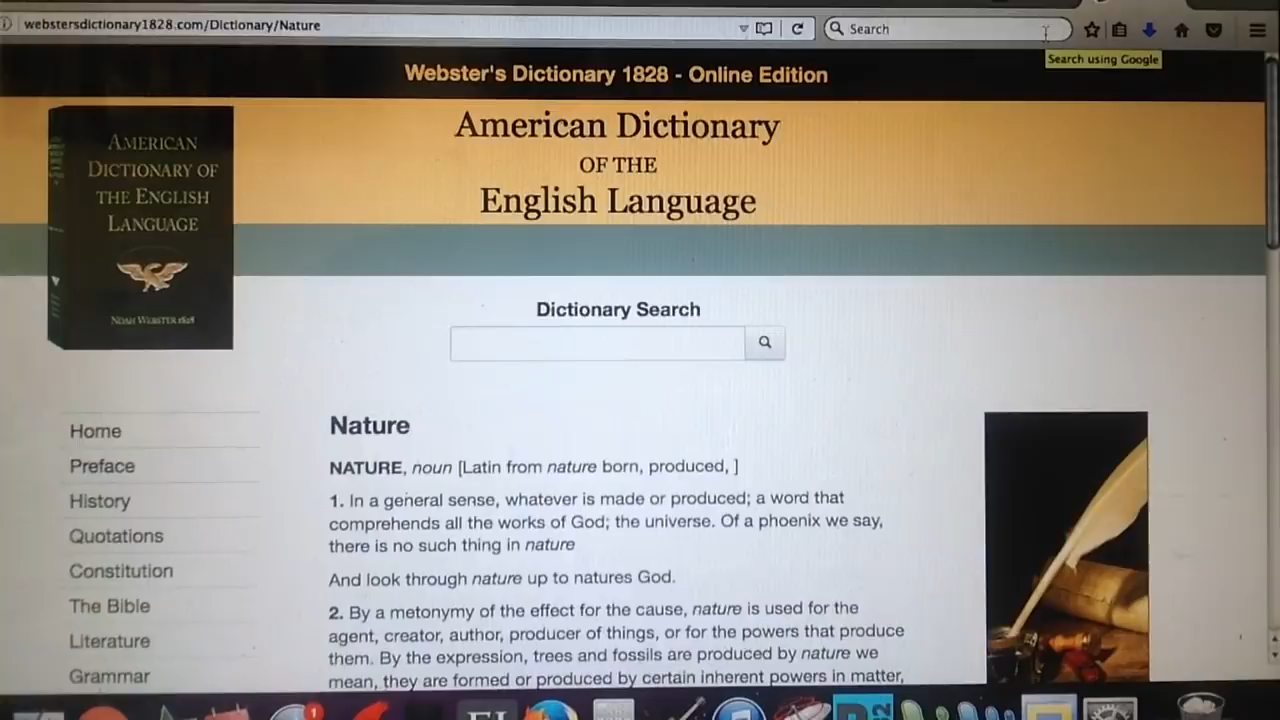 webstersdictionary1828.com/Dictionary/Nature
Search
Search using Google
Webster's Dictionary 1828 - Online Edition
American Dictionary
OF THE
English Language
AMERICAN
DICTIONARY OF
THE ENGLISH
LANGUAGE
NOAH WEBSTER 1828
Dictionary Search
Home
Preface
History
Quotations
Constitution
The Bible
Literature
Grammar
Nature
NATURE, noun [Latin from nature born, produced, ]
1. In a general sense, whatever is made or produced; a word that
comprehends all the works of God; the universe. Of a phoenix we say,
there is no such thing in nature
And look through nature up to natures God.
2. By a metonymy of the effect for the cause, nature is used for the
agent, creator, author, producer of things, or for the powers that produce
them. By the expression, trees and fossils are produced by nature we
mean, they are formed or produced by certain inherent powers in matter,
1